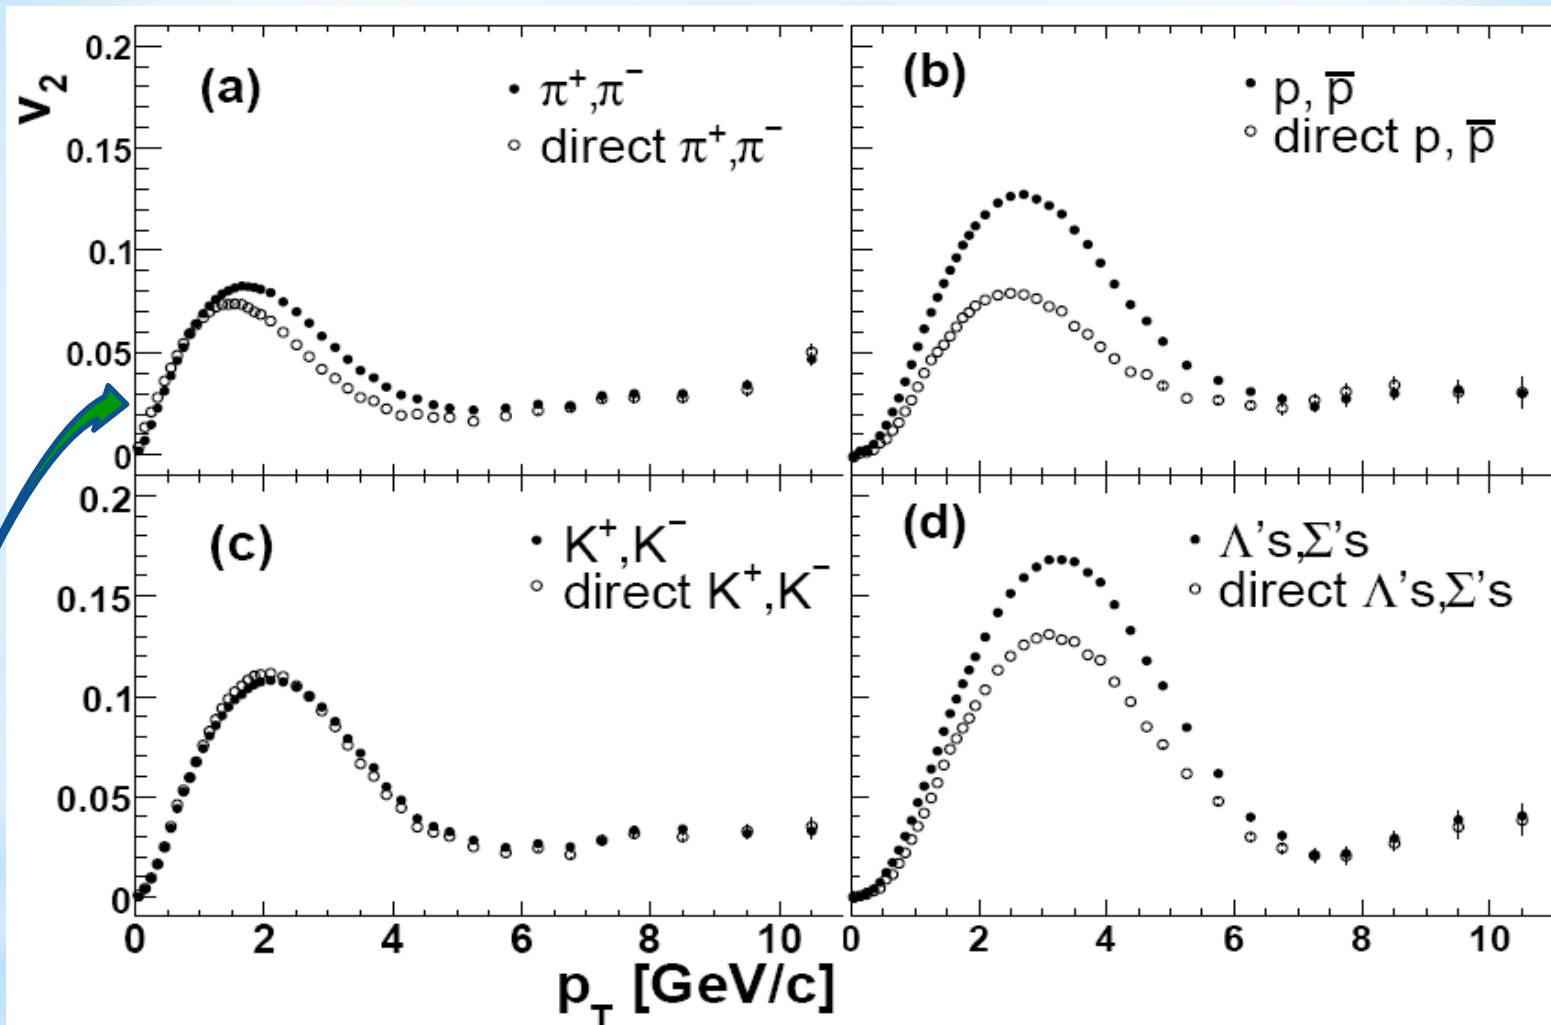 v₂
0.2
0.15
0.1
0.05
0
(a)
• π⁺,π⁻
○ direct π⁺,π⁻
(b)
• p, p̅
○ direct p, p̅
0.2
0.15
0.1
0.05
0
(c)
• K⁺,K⁻
○ direct K⁺,K⁻
(d)
• Λ's,Σ's
○ direct Λ's,Σ's
0 2 4 6 8 10
0 2 4 6 8 10
p_T [GeV/c]